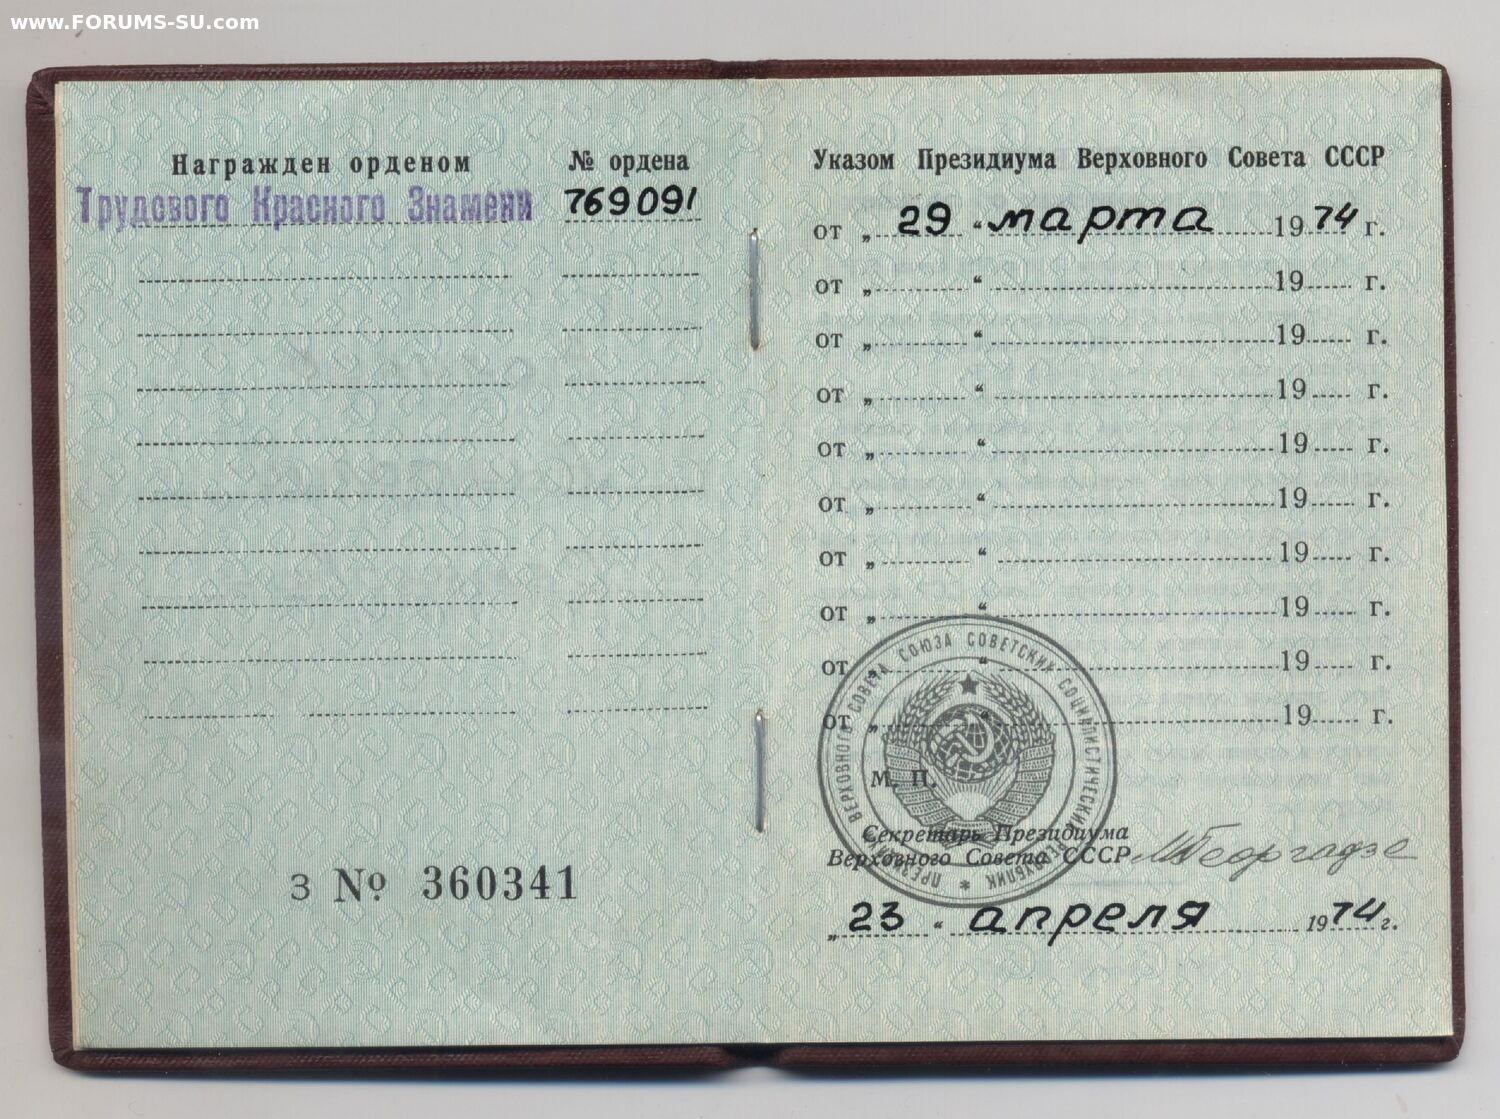 www.FORUMS-SU.com
Награжден орденом
№ ордена
Трудового Красного Знамени
769091
3 № 360341
Указом Президиума Верховного Совета СССР
от „ 29 “ марта 1974 г.
от „ “ 19 г.
от „ “ 19 г.
от „ “ 19 г.
от „ “ 19 г.
от „ “ 19 г.
от „ “ 19 г.
от „ “ 19 г.
от „ “ 19 г.
от „ “ 19 г.
ПРЕЗИДИУМ ВЕРХОВНОГО СОВЕТА СОЮЗА СОВЕТСКИХ СОЦИАЛИСТИЧЕСКИХ РЕСПУБЛИК *
М. П.
Секретарь Президиума
Верховного Совета СССР МГеоргадзе
„ 23 “ апреля 1974 г.